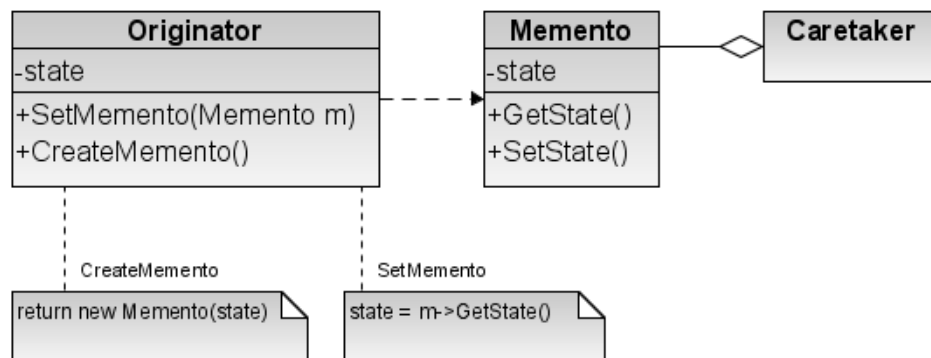 Originator
-state
+SetMemento(Memento m)
+CreateMemento()
Memento
-state
+GetState()
+SetState()
Caretaker
CreateMemento
return new Memento(state)
SetMemento
state = m->GetState()